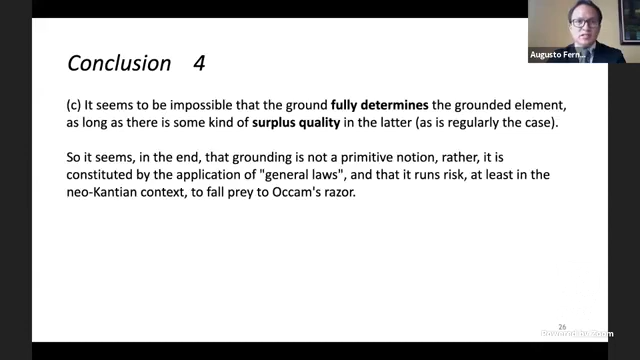 Augusto Fern...
Conclusion 4
(c) It seems to be impossible that the ground fully determines the grounded element,
as long as there is some kind of surplus quality in the latter (as is regularly the case).
So it seems, in the end, that grounding is not a primitive notion, rather, it is
constituted by the application of "general laws", and that it runs risk, at least in the
neo-Kantian context, to fall prey to Occam's razor.
26
Powered by Zoom